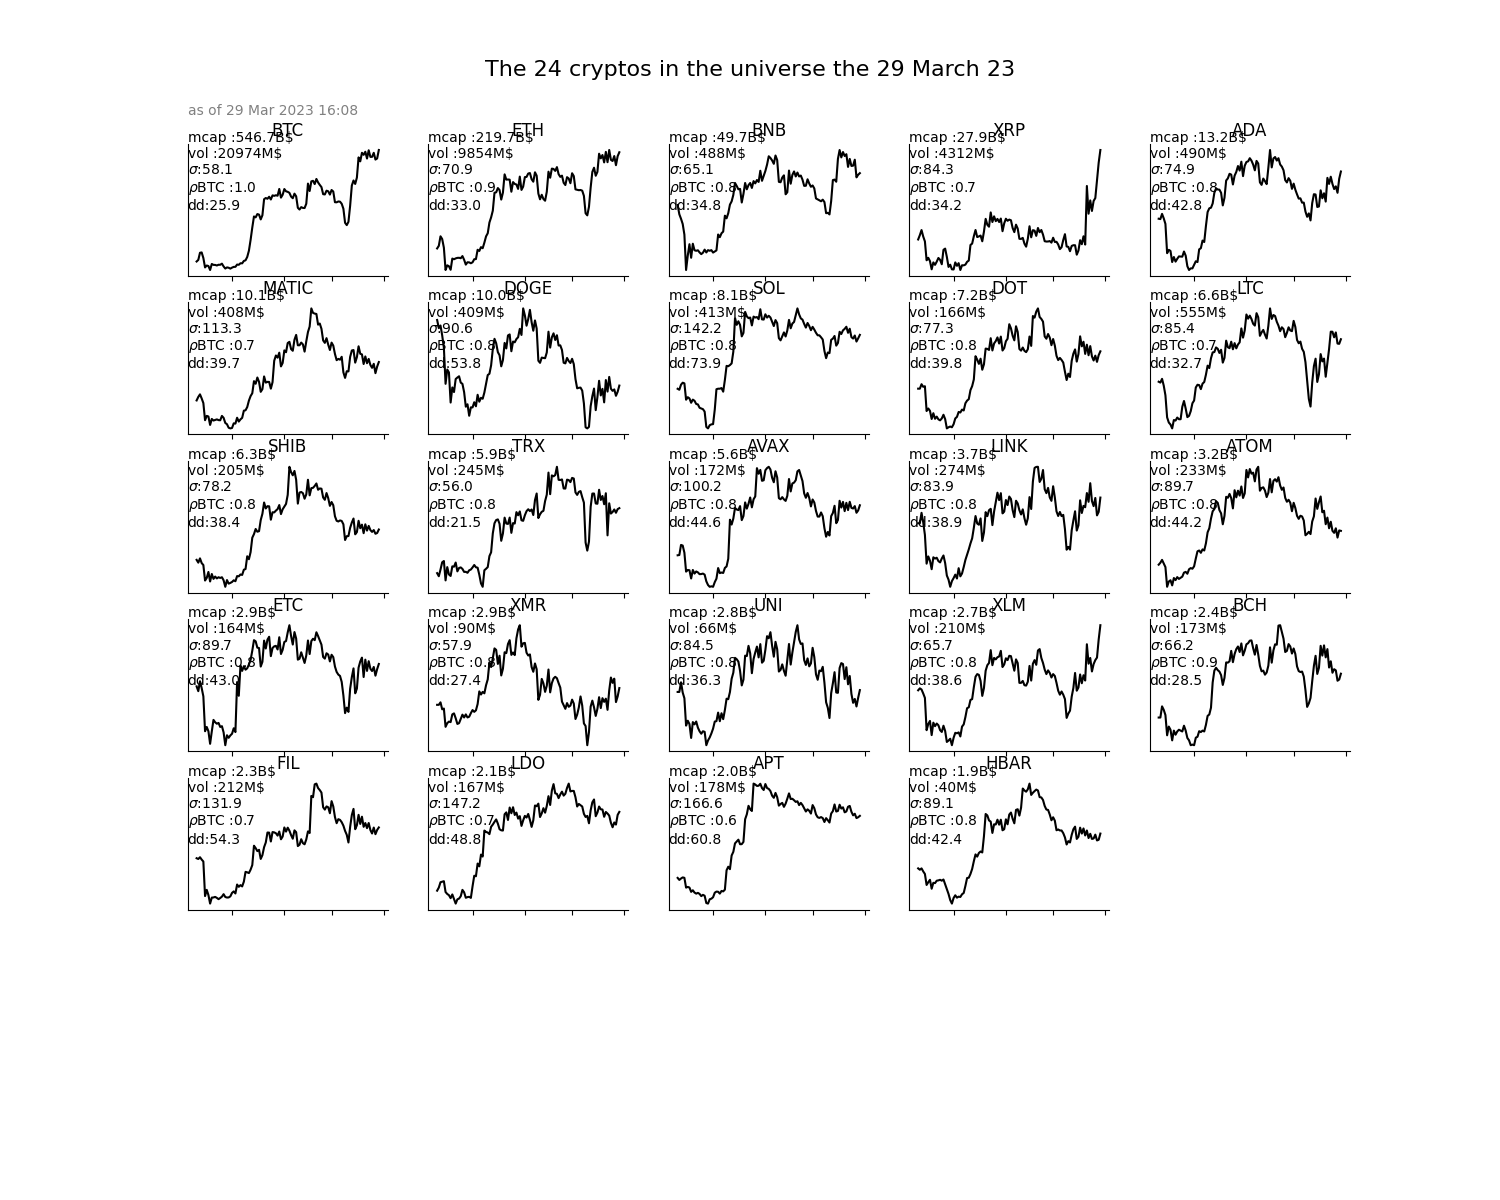 The 24 cryptos in the universe the 29 March 23
as of 29 Mar 2023 16:08
BTC
mcap :546.7B$
vol :20974M$
σ:58.1
ρBTC :1.0
dd:25.9
ETH
mcap :219.7B$
vol :9854M$
σ:70.9
ρBTC :0.9
dd:33.0
BNB
mcap :49.7B$
vol :488M$
σ:65.1
ρBTC :0.8
dd:34.8
XRP
mcap :27.9B$
vol :4312M$
σ:84.3
ρBTC :0.7
dd:34.2
ADA
mcap :13.2B$
vol :490M$
σ:74.9
ρBTC :0.8
dd:42.8
MATIC
mcap :10.1B$
vol :408M$
σ:113.3
ρBTC :0.7
dd:39.7
DOGE
mcap :10.0B$
vol :409M$
σ:90.6
ρBTC :0.8
dd:53.8
SOL
mcap :8.1B$
vol :413M$
σ:142.2
ρBTC :0.8
dd:73.9
DOT
mcap :7.2B$
vol :166M$
σ:77.3
ρBTC :0.8
dd:39.8
LTC
mcap :6.6B$
vol :555M$
σ:85.4
ρBTC :0.7
dd:32.7
SHIB
mcap :6.3B$
vol :205M$
σ:78.2
ρBTC :0.8
dd:38.4
TRX
mcap :5.9B$
vol :245M$
σ:56.0
ρBTC :0.8
dd:21.5
AVAX
mcap :5.6B$
vol :172M$
σ:100.2
ρBTC :0.8
dd:44.6
LINK
mcap :3.7B$
vol :274M$
σ:83.9
ρBTC :0.8
dd:38.9
ATOM
mcap :3.2B$
vol :233M$
σ:89.7
ρBTC :0.8
dd:44.2
ETC
mcap :2.9B$
vol :164M$
σ:89.7
ρBTC :0.8
dd:43.0
XMR
mcap :2.9B$
vol :90M$
σ:57.9
ρBTC :0.8
dd:27.4
UNI
mcap :2.8B$
vol :66M$
σ:84.5
ρBTC :0.8
dd:36.3
XLM
mcap :2.7B$
vol :210M$
σ:65.7
ρBTC :0.8
dd:38.6
BCH
mcap :2.4B$
vol :173M$
σ:66.2
ρBTC :0.9
dd:28.5
FIL
mcap :2.3B$
vol :212M$
σ:131.9
ρBTC :0.7
dd:54.3
LDO
mcap :2.1B$
vol :167M$
σ:147.2
ρBTC :0.7
dd:48.8
APT
mcap :2.0B$
vol :178M$
σ:166.6
ρBTC :0.6
dd:60.8
HBAR
mcap :1.9B$
vol :40M$
σ:89.1
ρBTC :0.8
dd:42.4